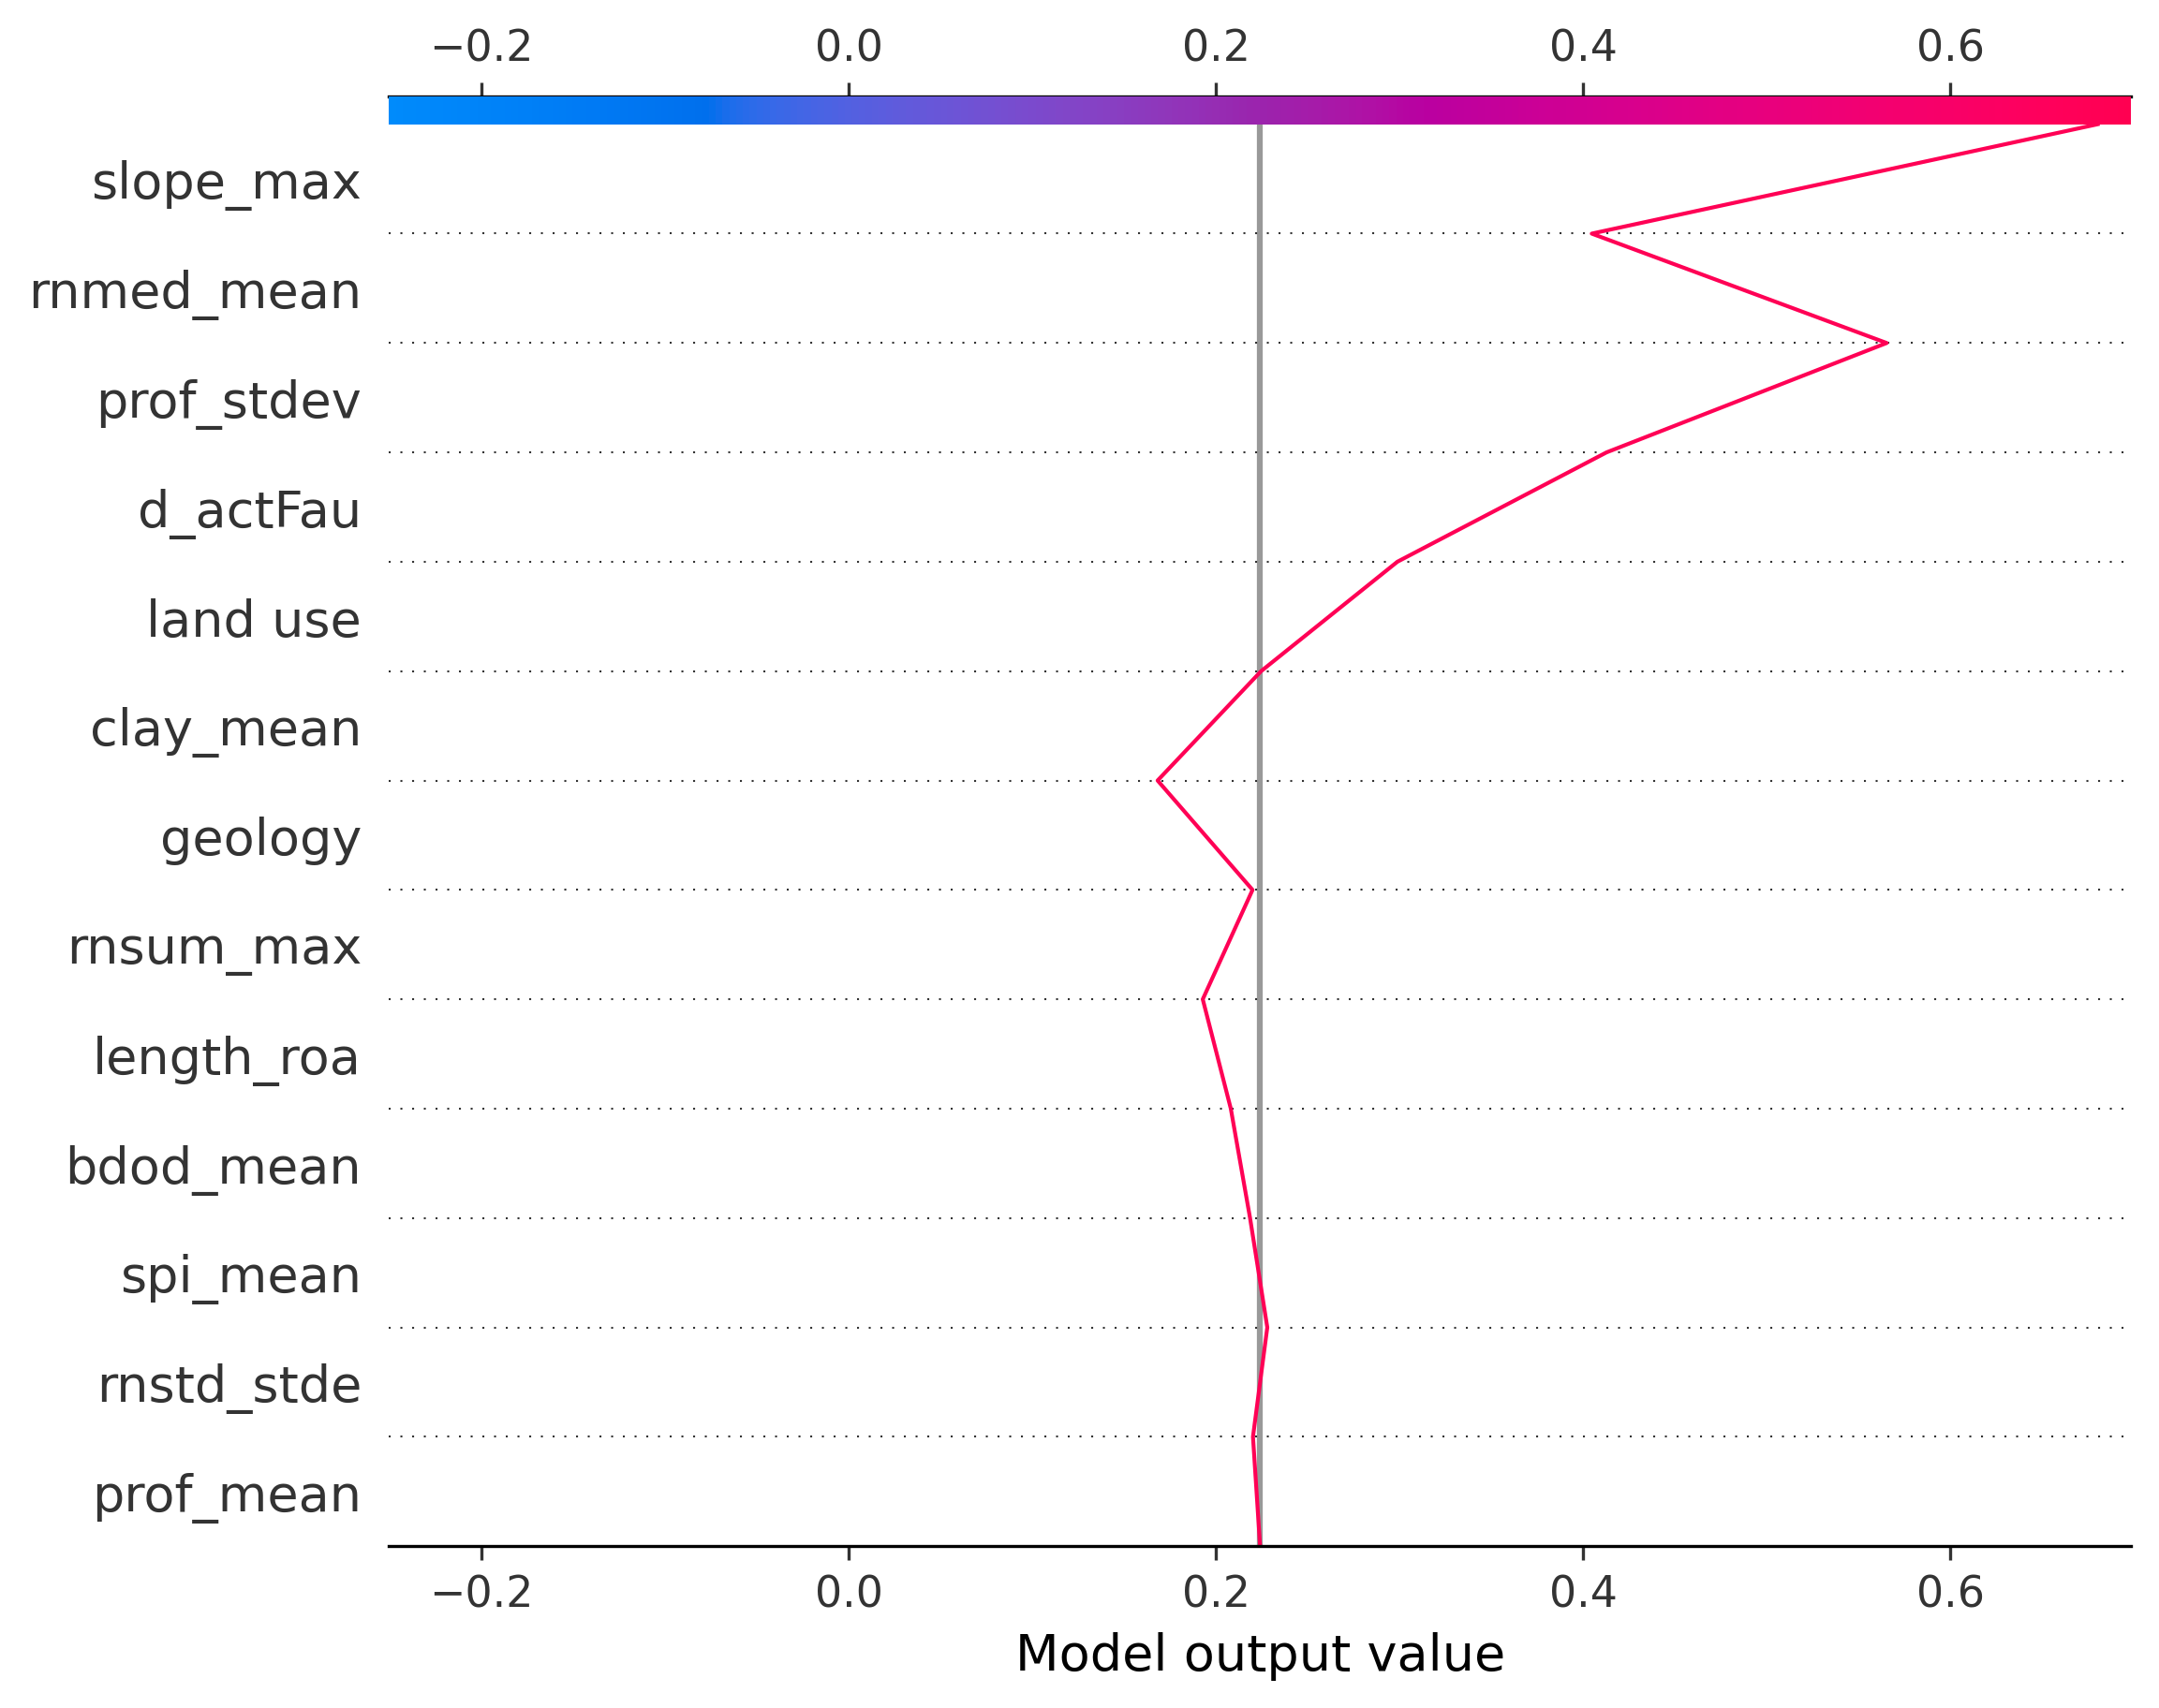 −0.2 0.0 0.2 0.4 0.6
slope_max
rnmed_mean
prof_stdev
d_actFau
land use
clay_mean
geology
rnsum_max
length_roa
bdod_mean
spi_mean
rnstd_stde
prof_mean
−0.2 0.0 0.2 0.4 0.6
Model output value